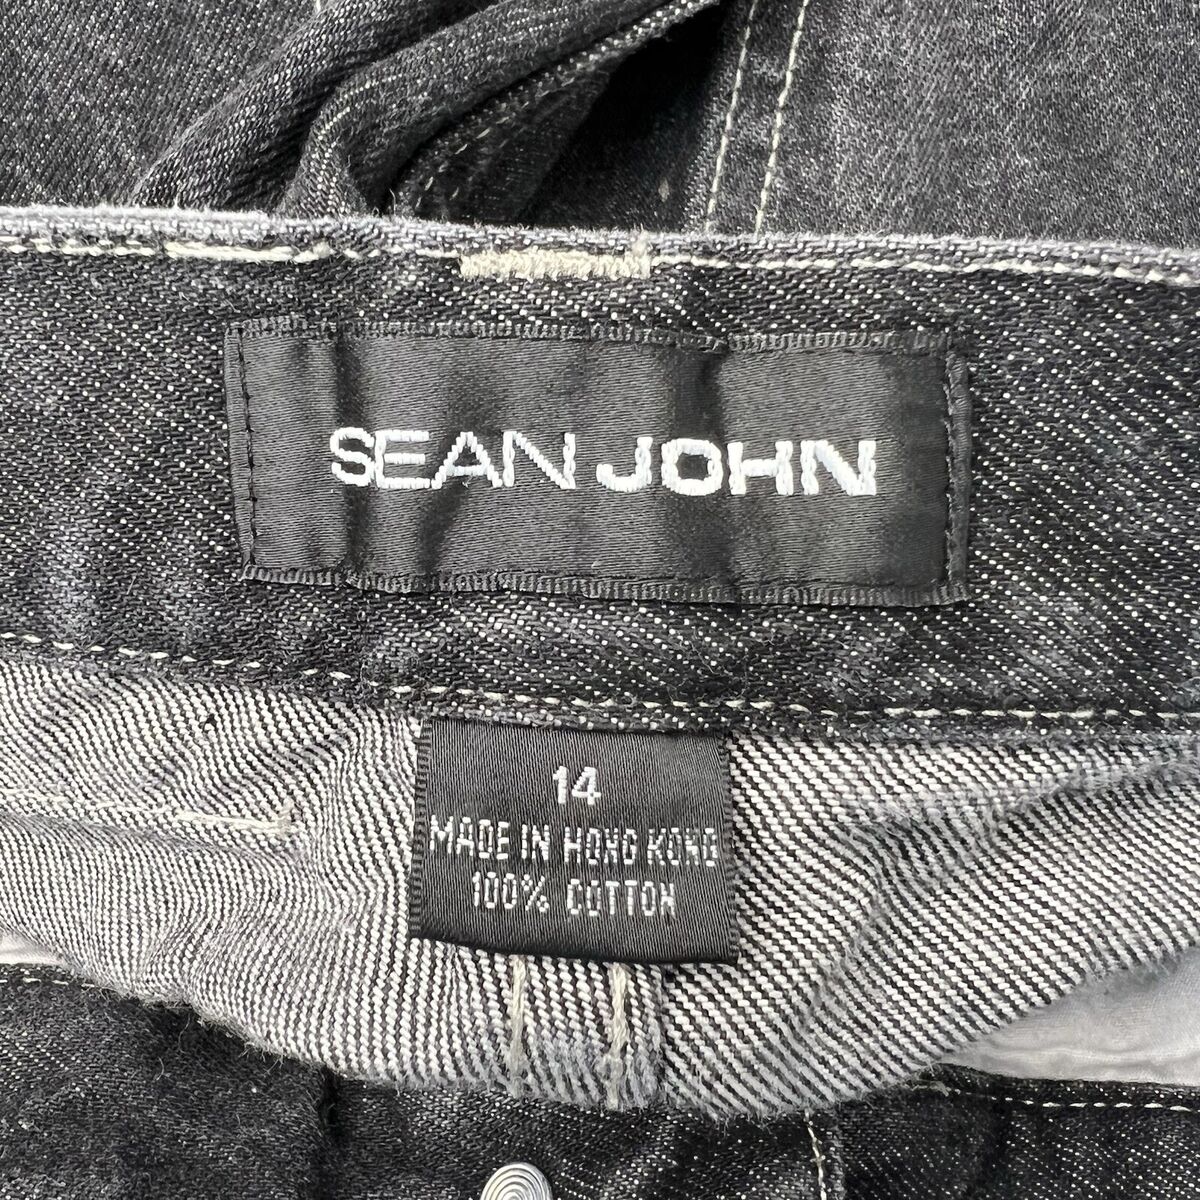 SEAN JOHN
14
MADE IN HONG KONG
100% COTTON